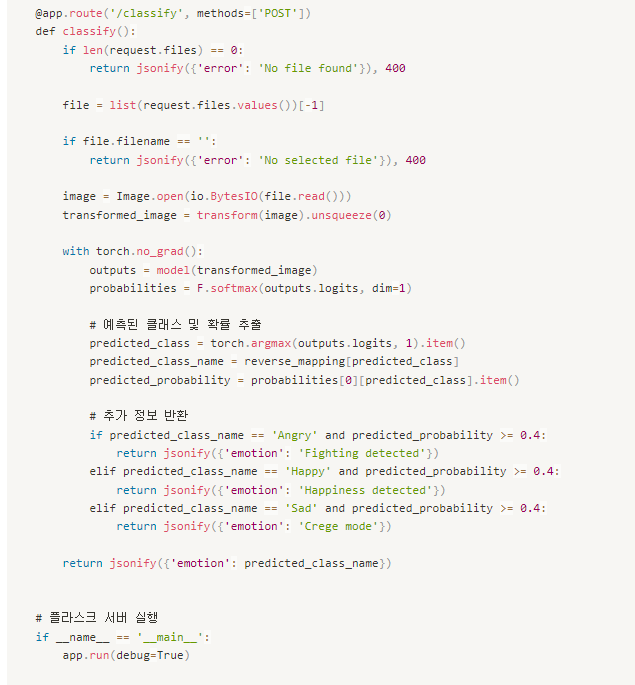 @app.route('/classify', methods=['POST'])
def classify():
    if len(request.files) == 0:
        return jsonify({'error': 'No file found'}), 400

    file = list(request.files.values())[-1]

    if file.filename == '':
        return jsonify({'error': 'No selected file'}), 400

    image = Image.open(io.BytesIO(file.read()))
    transformed_image = transform(image).unsqueeze(0)

    with torch.no_grad():
        outputs = model(transformed_image)
        probabilities = F.softmax(outputs.logits, dim=1)

        # 예측된 클래스 및 확률 추출
        predicted_class = torch.argmax(outputs.logits, 1).item()
        predicted_class_name = reverse_mapping[predicted_class]
        predicted_probability = probabilities[0][predicted_class].item()

        # 추가 정보 반환
        if predicted_class_name == 'Angry' and predicted_probability >= 0.4:
            return jsonify({'emotion': 'Fighting detected'})
        elif predicted_class_name == 'Happy' and predicted_probability >= 0.4:
            return jsonify({'emotion': 'Happiness detected'})
        elif predicted_class_name == 'Sad' and predicted_probability >= 0.4:
            return jsonify({'emotion': 'Crege mode'})

    return jsonify({'emotion': predicted_class_name})


# 플라스크 서버 실행
if __name__ == '__main__':
    app.run(debug=True)